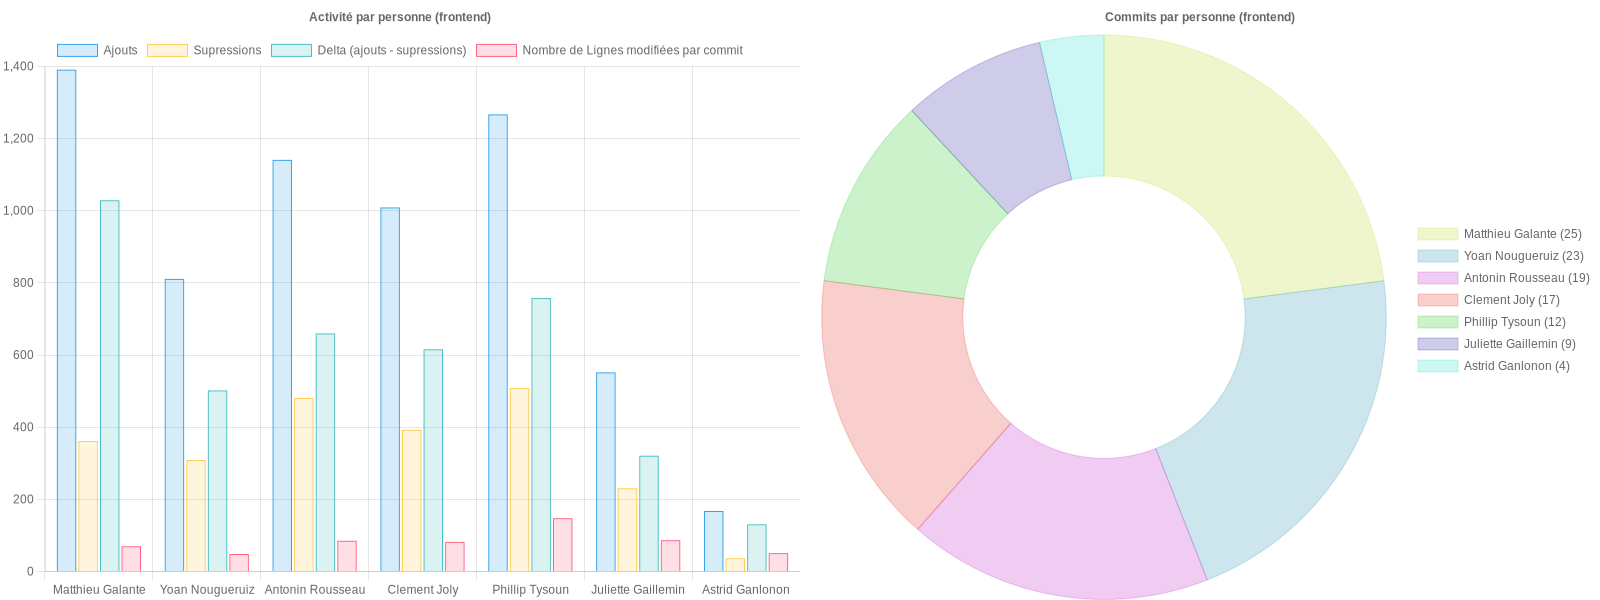 Activité par personne (frontend)
Ajouts Supressions Delta (ajouts - supressions) Nombre de Lignes modifiées par commit
1,400
1,200
1,000
800
600
400
200
0
Matthieu Galante Yoan Nougueruiz Antonin Rousseau Clement Joly Phillip Tysoun Juliette Gaillemin Astrid Ganlonon
Commits par personne (frontend)
Matthieu Galante (25)
Yoan Nougueruiz (23)
Antonin Rousseau (19)
Clement Joly (17)
Phillip Tysoun (12)
Juliette Gaillemin (9)
Astrid Ganlonon (4)